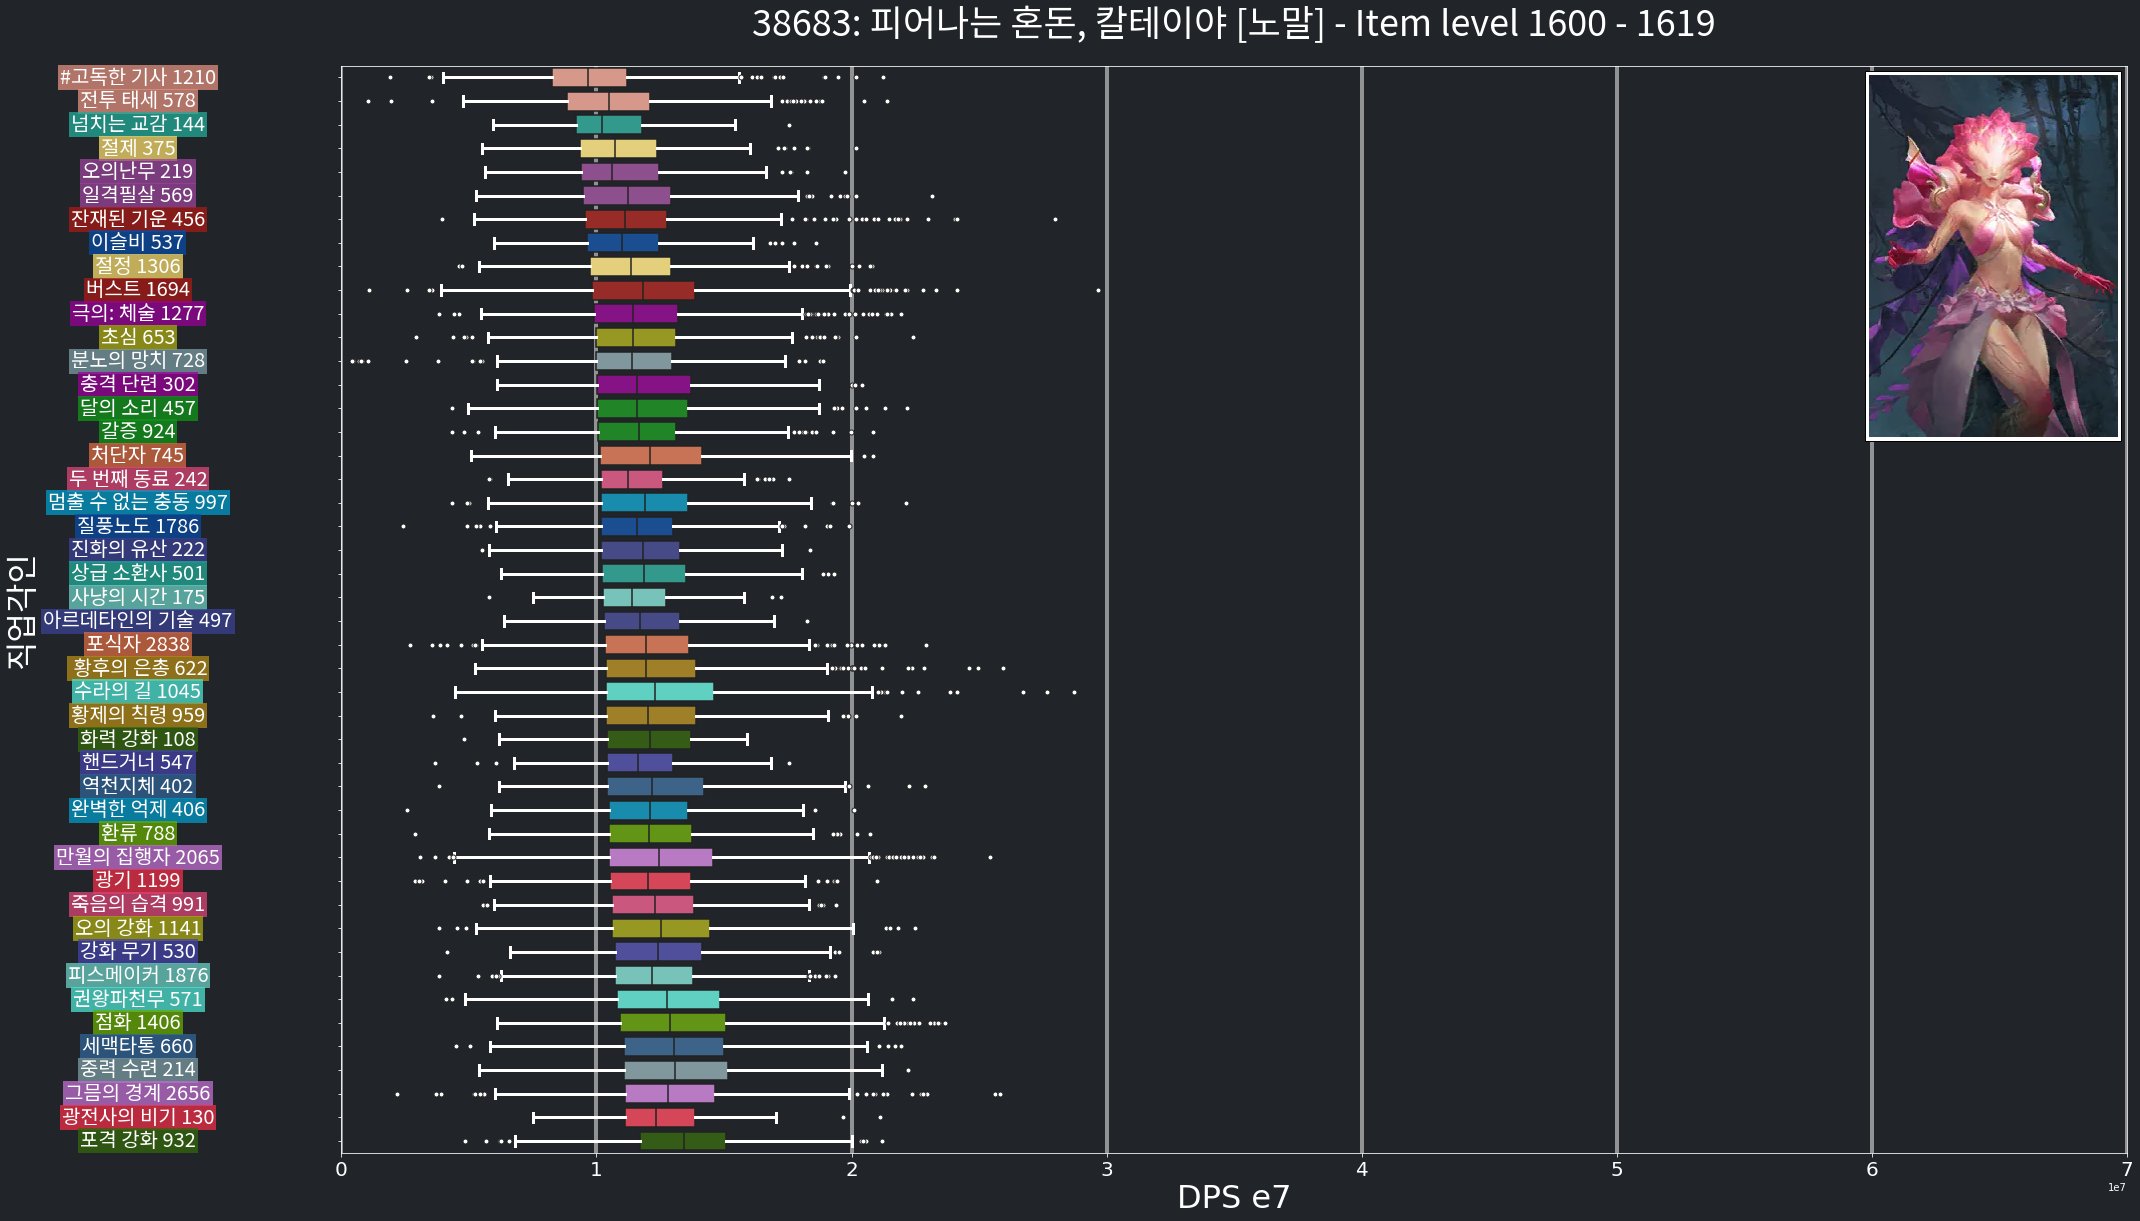 38683: 피어나는 혼돈, 칼테이야 [노말] - Item level 1600 - 1619
직업각인
#고독한 기사 1210
전투 태세 578
넘치는 교감 144
절제 375
오의난무 219
일격필살 569
잔재된 기운 456
이슬비 537
절정 1306
버스트 1694
극의: 체술 1277
초심 653
분노의 망치 728
충격 단련 302
달의 소리 457
갈증 924
처단자 745
두 번째 동료 242
멈출 수 없는 충동 997
질풍노도 1786
진화의 유산 222
상급 소환사 501
사냥의 시간 175
아르데타인의 기술 497
포식자 2838
황후의 은총 622
수라의 길 1045
황제의 칙령 959
화력 강화 108
핸드거너 547
역천지체 402
완벽한 억제 406
환류 788
만월의 집행자 2065
광기 1199
죽음의 습격 991
오의 강화 1141
강화 무기 530
피스메이커 1876
권왕파천무 571
점화 1406
세맥타통 660
중력 수련 214
그믐의 경계 2656
광전사의 비기 130
포격 강화 932
0 1 2 3 4 5 6 7
1e7
DPS e7